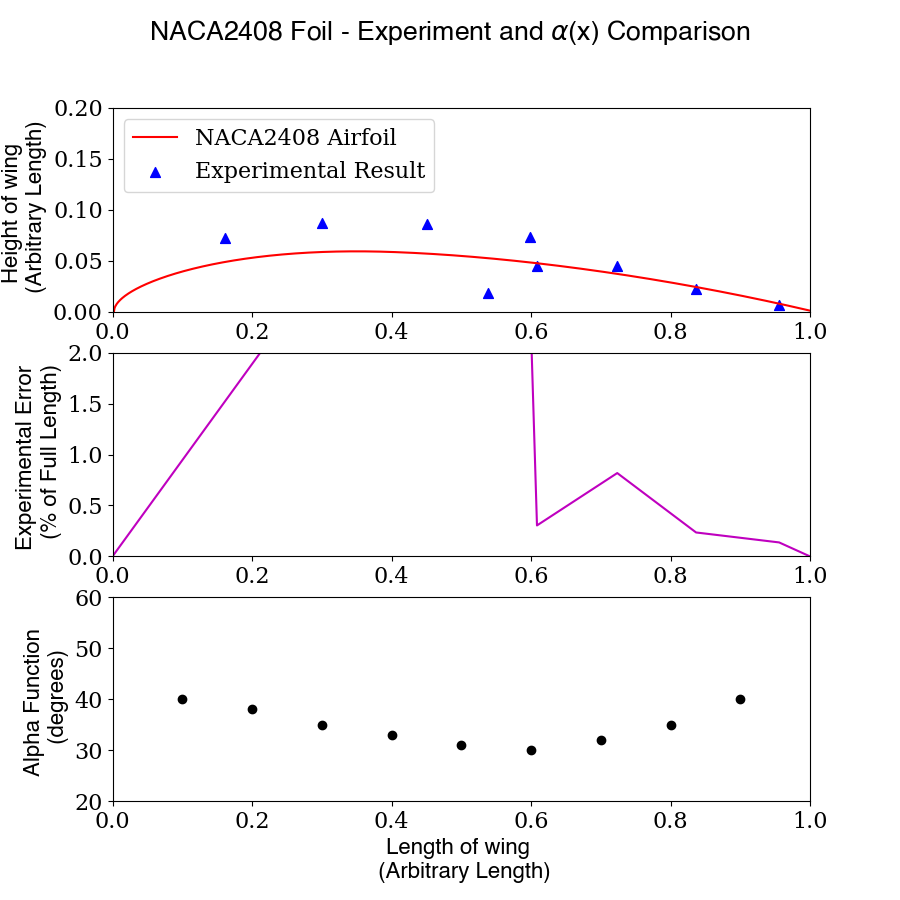 NACA2408 Foil - Experiment and α(x) Comparison
Height of wing
(Arbitrary Length)
0.20
0.15
0.10
0.05
0.00
NACA2408 Airfoil
Experimental Result
0.0 0.2 0.4 0.6 0.8 1.0
Experimental Error
(% of Full Length)
2.0
1.5
1.0
0.5
0.0
0.0 0.2 0.4 0.6 0.8 1.0
Alpha Function
(degrees)
60
50
40
30
20
0.0 0.2 0.4 0.6 0.8 1.0
Length of wing
(Arbitrary Length)